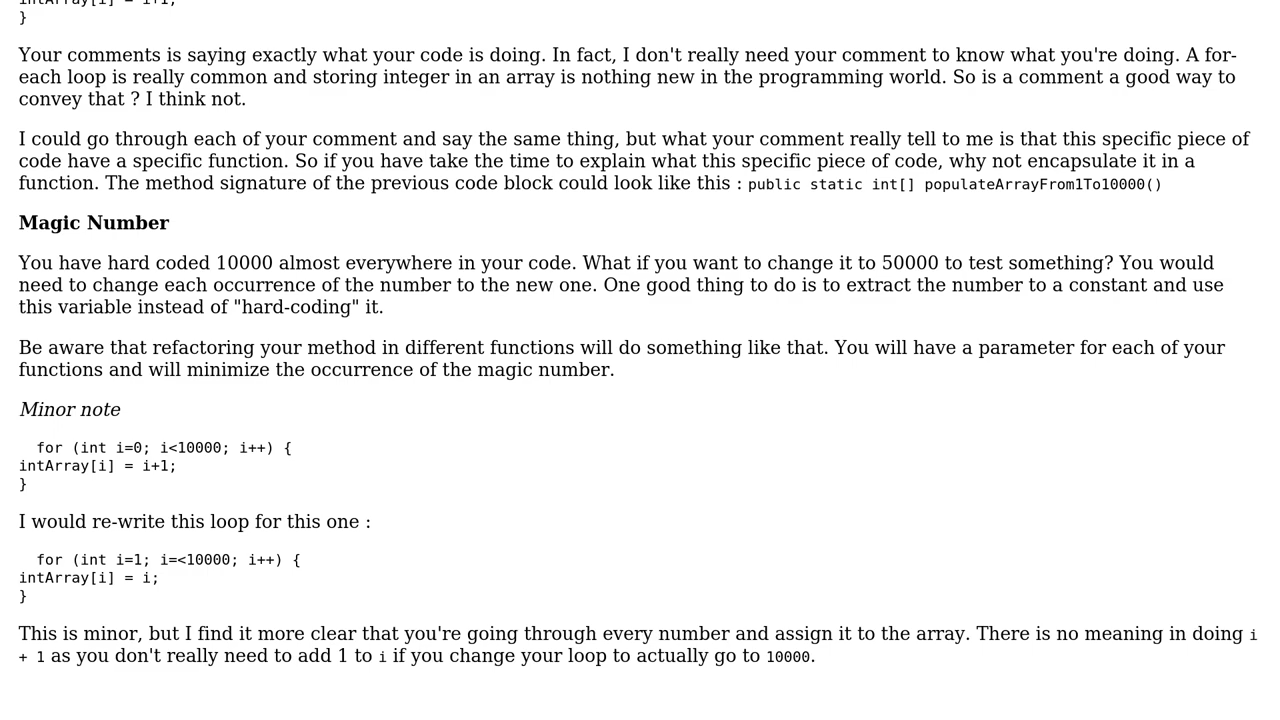 intArray[i] = i+1;
}
Your comments is saying exactly what your code is doing. In fact, I don't really need your comment to know what you're doing. A for-
each loop is really common and storing integer in an array is nothing new in the programming world. So is a comment a good way to
convey that ? I think not.
I could go through each of your comment and say the same thing, but what your comment really tell to me is that this specific piece of
code have a specific function. So if you have take the time to explain what this specific piece of code, why not encapsulate it in a
function. The method signature of the previous code block could look like this : public static int[] populateArrayFrom1To10000()
Magic Number
You have hard coded 10000 almost everywhere in your code. What if you want to change it to 50000 to test something? You would
need to change each occurrence of the number to the new one. One good thing to do is to extract the number to a constant and use
this variable instead of "hard-coding" it.
Be aware that refactoring your method in different functions will do something like that. You will have a parameter for each of your
functions and will minimize the occurrence of the magic number.
Minor note
for (int i=0; i<10000; i++) {
intArray[i] = i+1;
}
I would re-write this loop for this one :
for (int i=1; i=<10000; i++) {
intArray[i] = i;
}
This is minor, but I find it more clear that you're going through every number and assign it to the array. There is no meaning in doing i
+ 1 as you don't really need to add 1 to i if you change your loop to actually go to 10000.